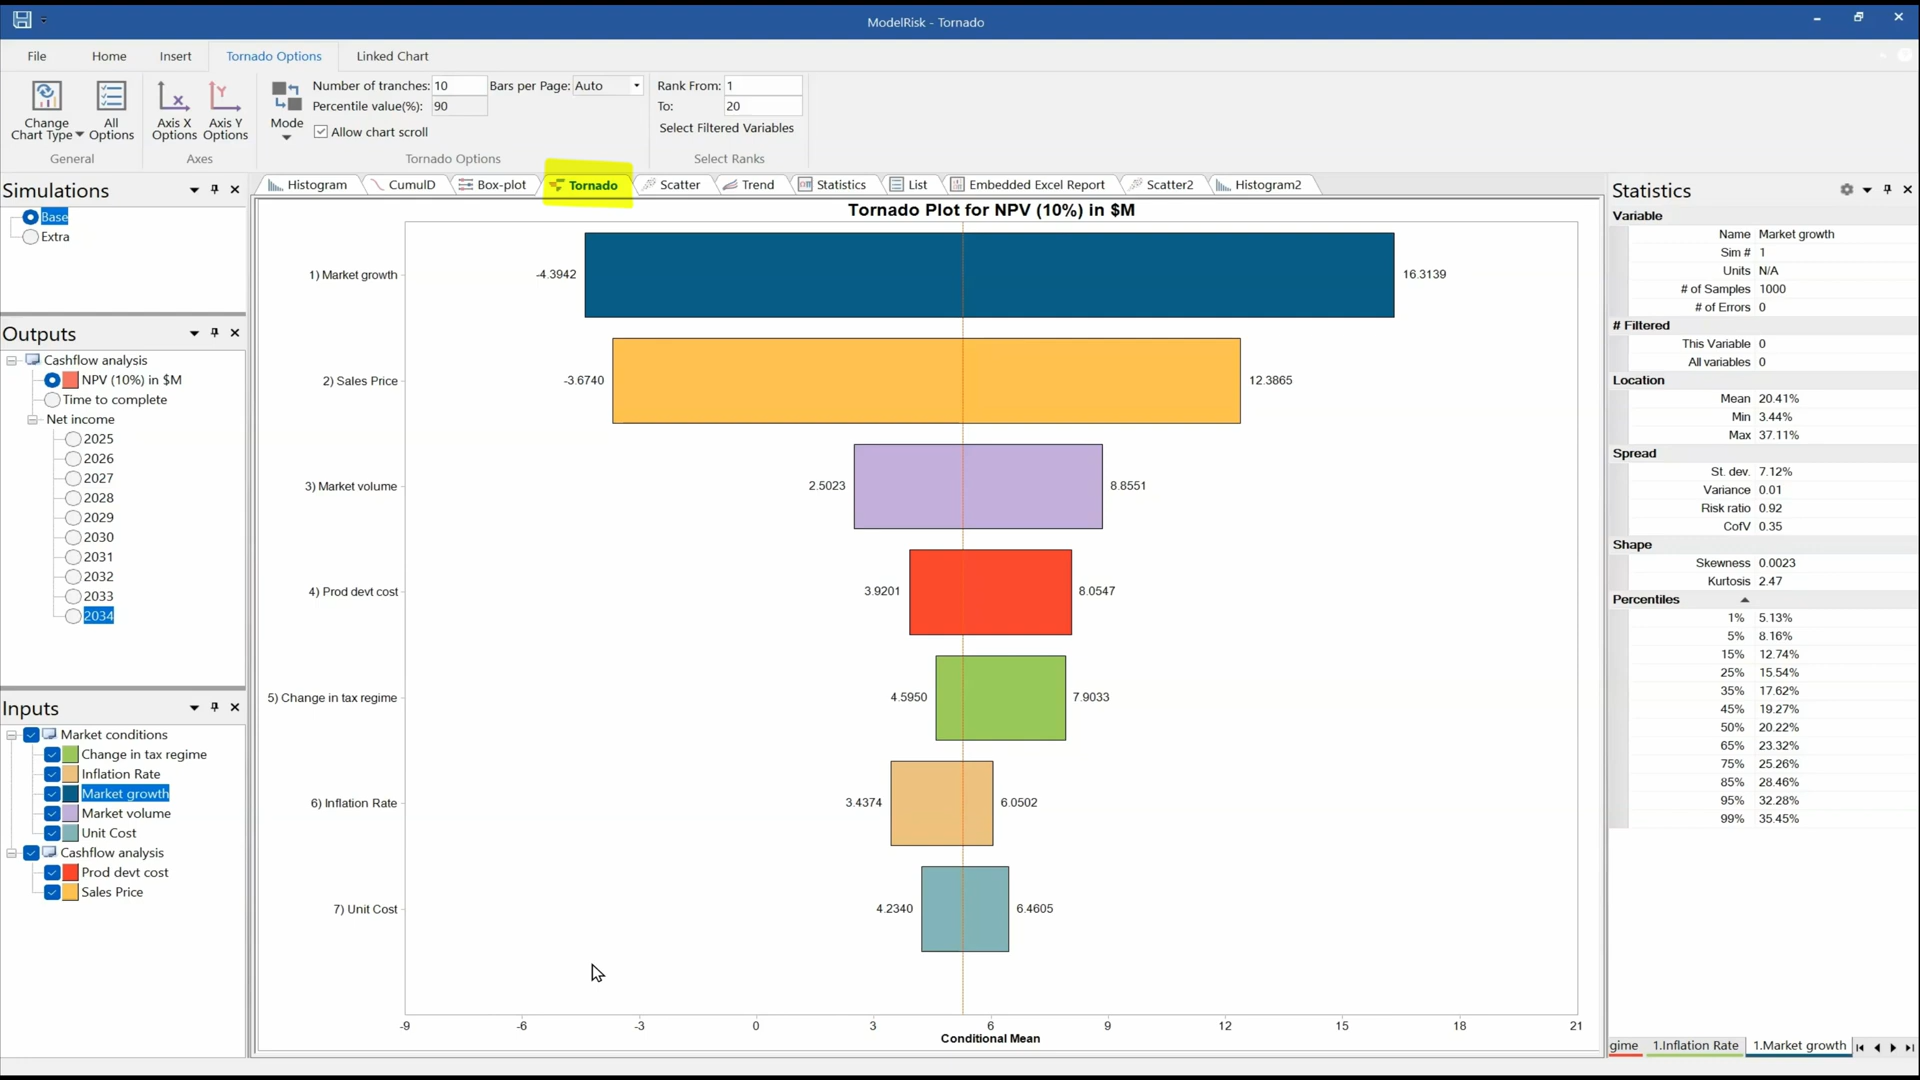 ModelRisk - Tornado
File Home Insert Tornado Options Linked Chart
Change Chart Type
All Options
General
Axis X Options
Axis Y Options
Axes
Mode
Number of tranches: 10 Bars per Page: Auto
Percentile value(%): 90
Allow chart scroll
Tornado Options
Rank From: 1
To: 20
Select Filtered Variables
Select Ranks
Simulations
Base
Extra
Outputs
Cashflow analysis
NPV (10%) in $M
Time to complete
Net income
2025
2026
2027
2028
2029
2030
2031
2032
2033
2034
Inputs
Market conditions
Change in tax regime
Inflation Rate
Market growth
Market volume
Unit Cost
Cashflow analysis
Prod devt cost
Sales Price
Histogram CumulD Box-plot Tornado Scatter Trend Statistics List Embedded Excel Report Scatter2 Histogram2
Tornado Plot for NPV (10%) in $M
1) Market growth -4.3942 16.3139
2) Sales Price -3.6740 12.3865
3) Market volume 2.5023 8.8551
4) Prod devt cost 3.9201 8.0547
5) Change in tax regime 4.5950 7.9033
6) Inflation Rate 3.4374 6.0502
7) Unit Cost 4.2340 6.4605
-9 -6 -3 0 3 6 9 12 15 18 21
Conditional Mean
Statistics
Variable
Name Market growth
Sim # 1
Units N/A
# of Samples 1000
# of Errors 0
# Filtered
This Variable 0
All variables 0
Location
Mean 20.41%
Min 3.44%
Max 37.11%
Spread
St. dev. 7.12%
Variance 0.01
Risk ratio 0.92
CofV 0.35
Shape
Skewness 0.0023
Kurtosis 2.47
Percentiles
1% 5.13%
5% 8.16%
15% 12.74%
25% 15.54%
35% 17.62%
45% 19.27%
50% 20.22%
65% 23.32%
75% 25.26%
85% 28.46%
95% 32.28%
99% 35.45%
gime 1.Inflation Rate 1.Market growth